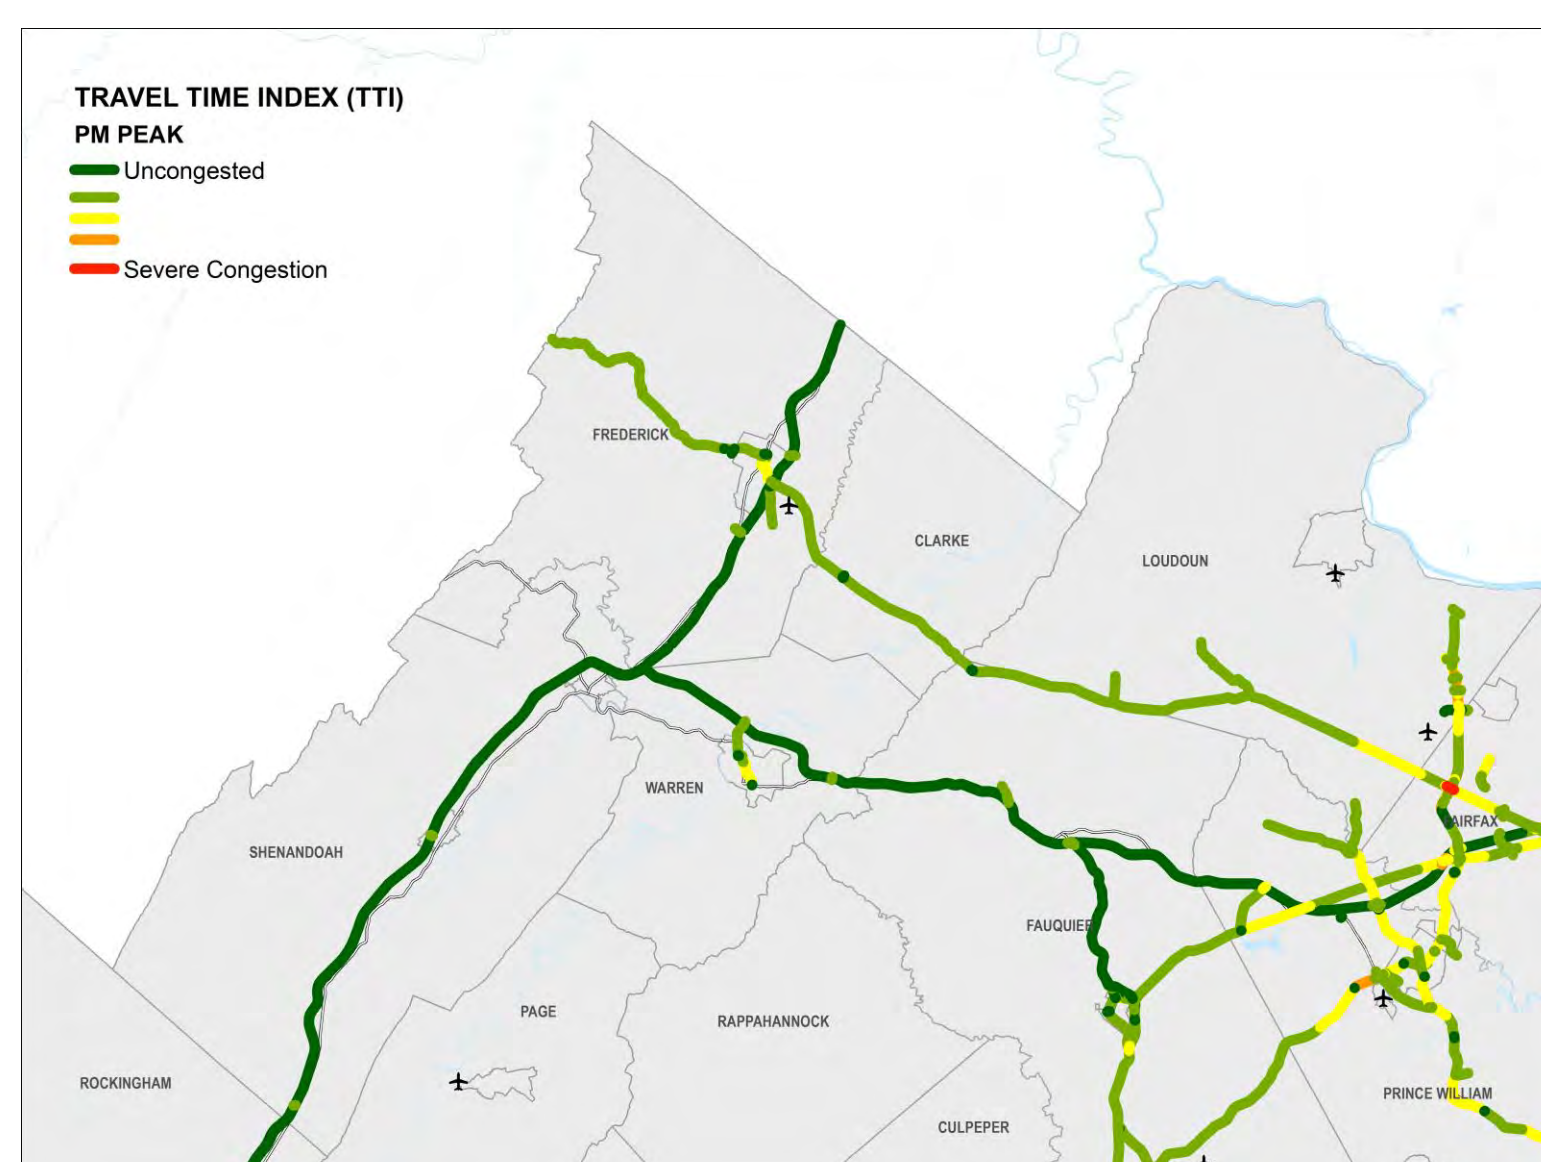 TRAVEL TIME INDEX (TTI)
PM PEAK
Uncongested
Severe Congestion
FREDERICK
CLARKE
LOUDOUN
WARREN
SHENANDOAH
FAIRFAX
FAUQUIER
PAGE
RAPPAHANNOCK
ROCKINGHAM
PRINCE WILLIAM
CULPEPER